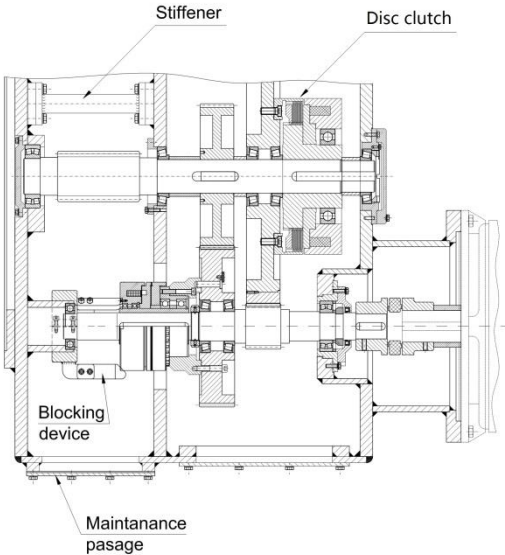 Stiffener
Disc clutch
Blocking
device
Maintanance
pasage